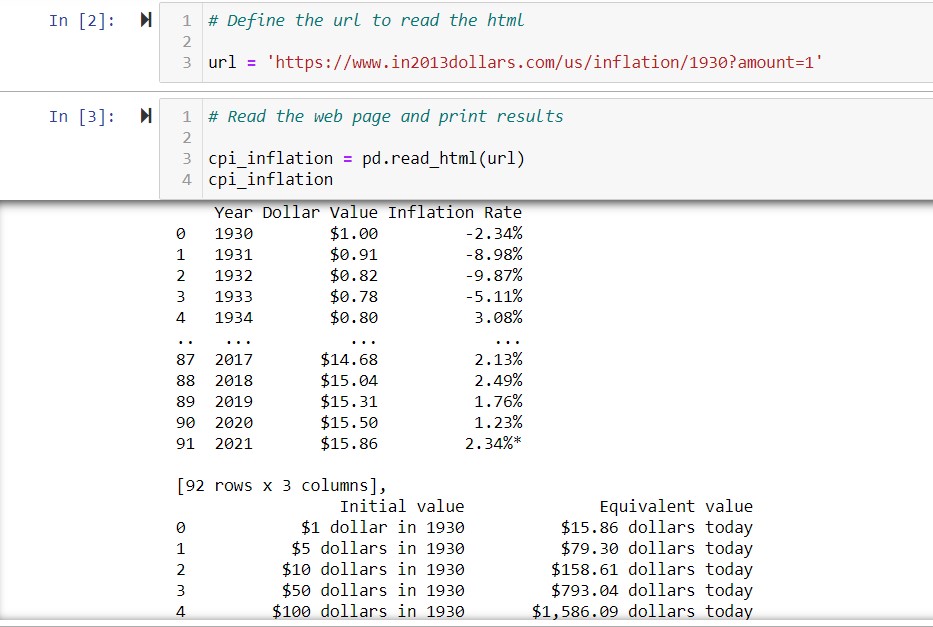 In [2]:
1 # Define the url to read the html
2
3 url = 'https://www.in2013dollars.com/us/inflation/1930?amount=1'
In [3]:
1 # Read the web page and print results
2
3 cpi_inflation = pd.read_html(url)
4 cpi_inflation
Year Dollar Value Inflation Rate
0 1930 $1.00 -2.34%
1 1931 $0.91 -8.98%
2 1932 $0.82 -9.87%
3 1933 $0.78 -5.11%
4 1934 $0.80 3.08%
.. ... ... ...
87 2017 $14.68 2.13%
88 2018 $15.04 2.49%
89 2019 $15.31 1.76%
90 2020 $15.50 1.23%
91 2021 $15.86 2.34%*
[92 rows x 3 columns],
Initial value Equivalent value
0 $1 dollar in 1930 $15.86 dollars today
1 $5 dollars in 1930 $79.30 dollars today
2 $10 dollars in 1930 $158.61 dollars today
3 $50 dollars in 1930 $793.04 dollars today
4 $100 dollars in 1930 $1,586.09 dollars today